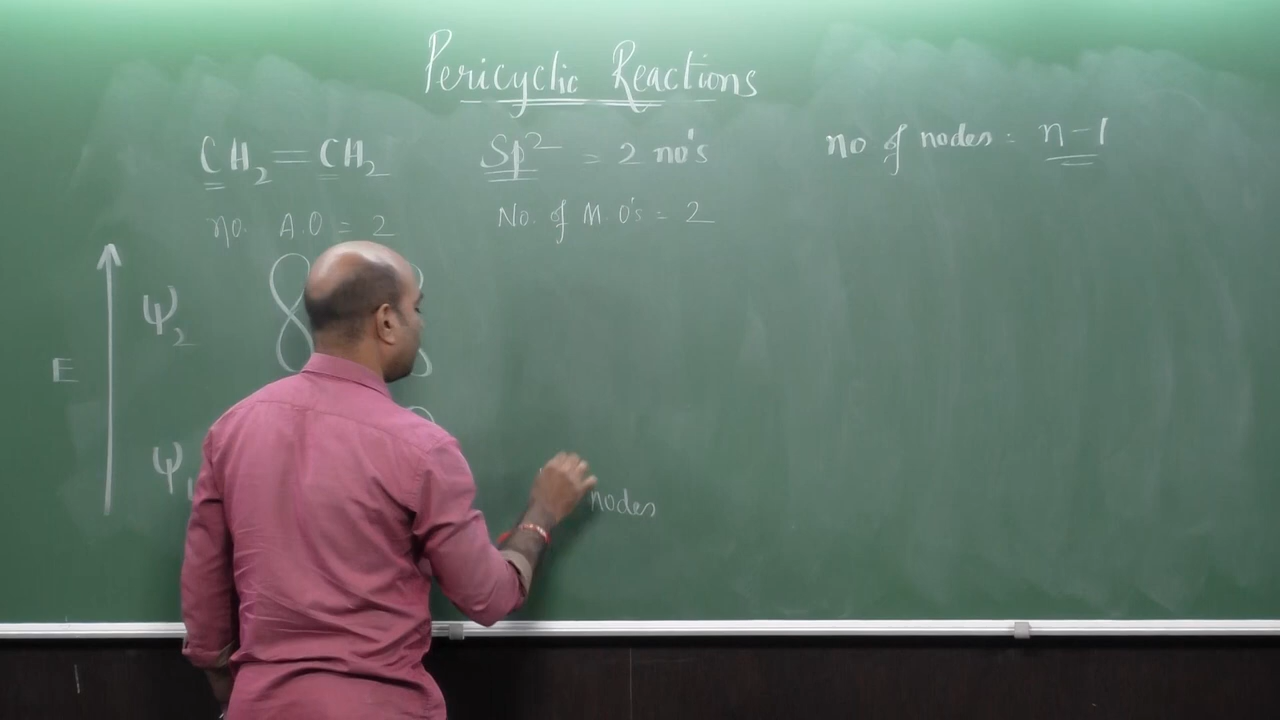 Pericyclic Reactions
CH₂=CH₂ Sp² = 2 no's no of nodes = n-1
no. A.O = 2 No. of M.O's = 2
ψ₂
E
ψ₁
nodes